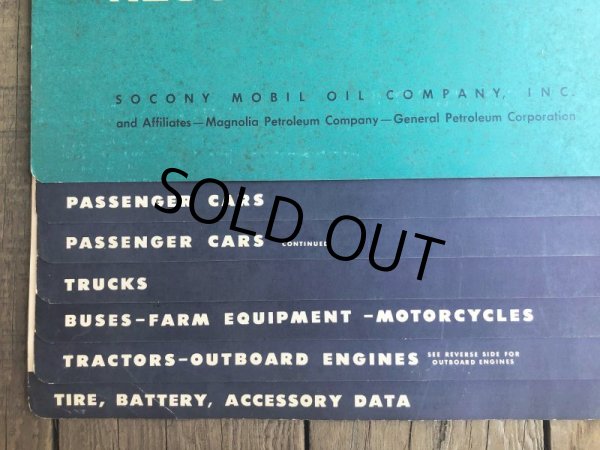 SOCONY MOBIL OIL COMPANY, INC.
and Affiliates—Magnolia Petroleum Company—General Petroleum Corporation
PASSENGER CARS
PASSENGER CARS CONTINUED
SOLD OUT
TRUCKS
BUSES-FARM EQUIPMENT -MOTORCYCLES
TRACTORS-OUTBOARD ENGINES SEE REVERSE SIDE FOR
OUTBOARD ENGINES
TIRE, BATTERY, ACCESSORY DATA